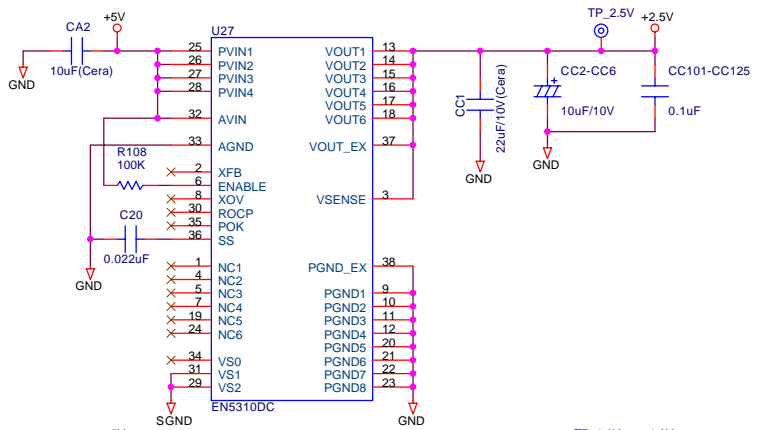 U27
CA2
+5V
10uF(Cera)
GND
25 PVIN1
26 PVIN2
27 PVIN3
28 PVIN4
32 AVIN
33 AGND
R108
100K
2 XFB
6 ENABLE
8 XOV
30 ROCP
35 POK
36 SS
C20
0.022uF
GND
1 NC1
4 NC2
5 NC3
7 NC4
19 NC5
24 NC6
34 VS0
31 VS1
29 VS2
SGND
EN5310DC
VOUT1 13
VOUT2 14
VOUT3 15
VOUT4 16
VOUT5 17
VOUT6 18
VOUT_EX 37
VSENSE 3
PGND_EX 38
PGND1 9
PGND2 10
PGND3 11
PGND4 12
PGND5 20
PGND6 21
PGND7 22
PGND8 23
GND
TP_2.5V
+2.5V
CC1
22uF/10V(Cera)
GND
CC2-CC6
10uF/10V
GND
CC101-CC125
0.1uF